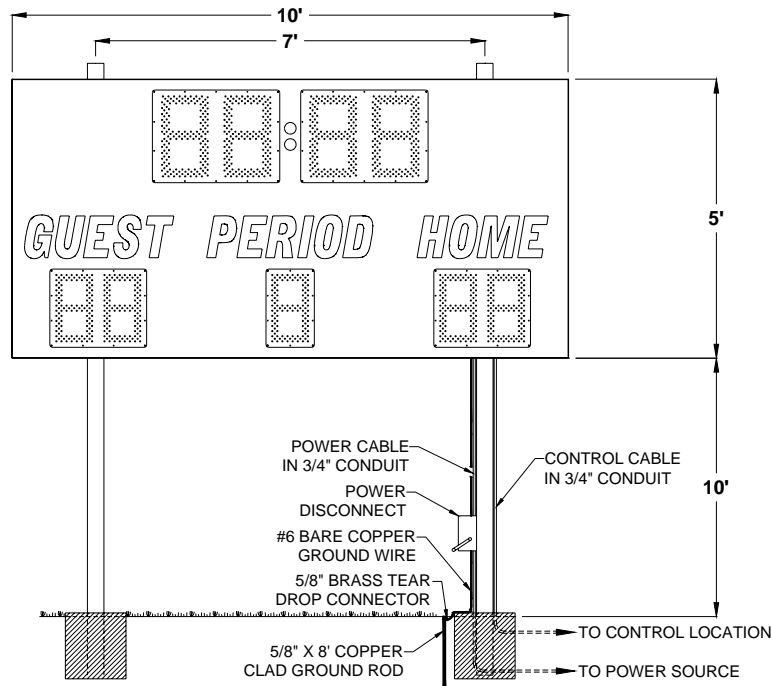 10'
7'
5'
GUEST PERIOD HOME
POWER CABLE
IN 3/4" CONDUIT
CONTROL CABLE
IN 3/4" CONDUIT
10'
POWER
DISCONNECT
#6 BARE COPPER
GROUND WIRE
5/8" BRASS TEAR
DROP CONNECTOR
5/8" X 8' COPPER
CLAD GROUND ROD
TO CONTROL LOCATION
TO POWER SOURCE